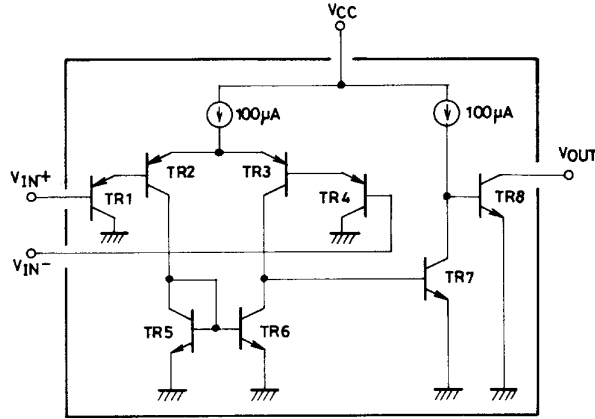 VCC
100μA
100μA
VIN+
TR1
TR2
TR3
TR4
TR8
VOUT
VIN-
TR7
TR5
TR6